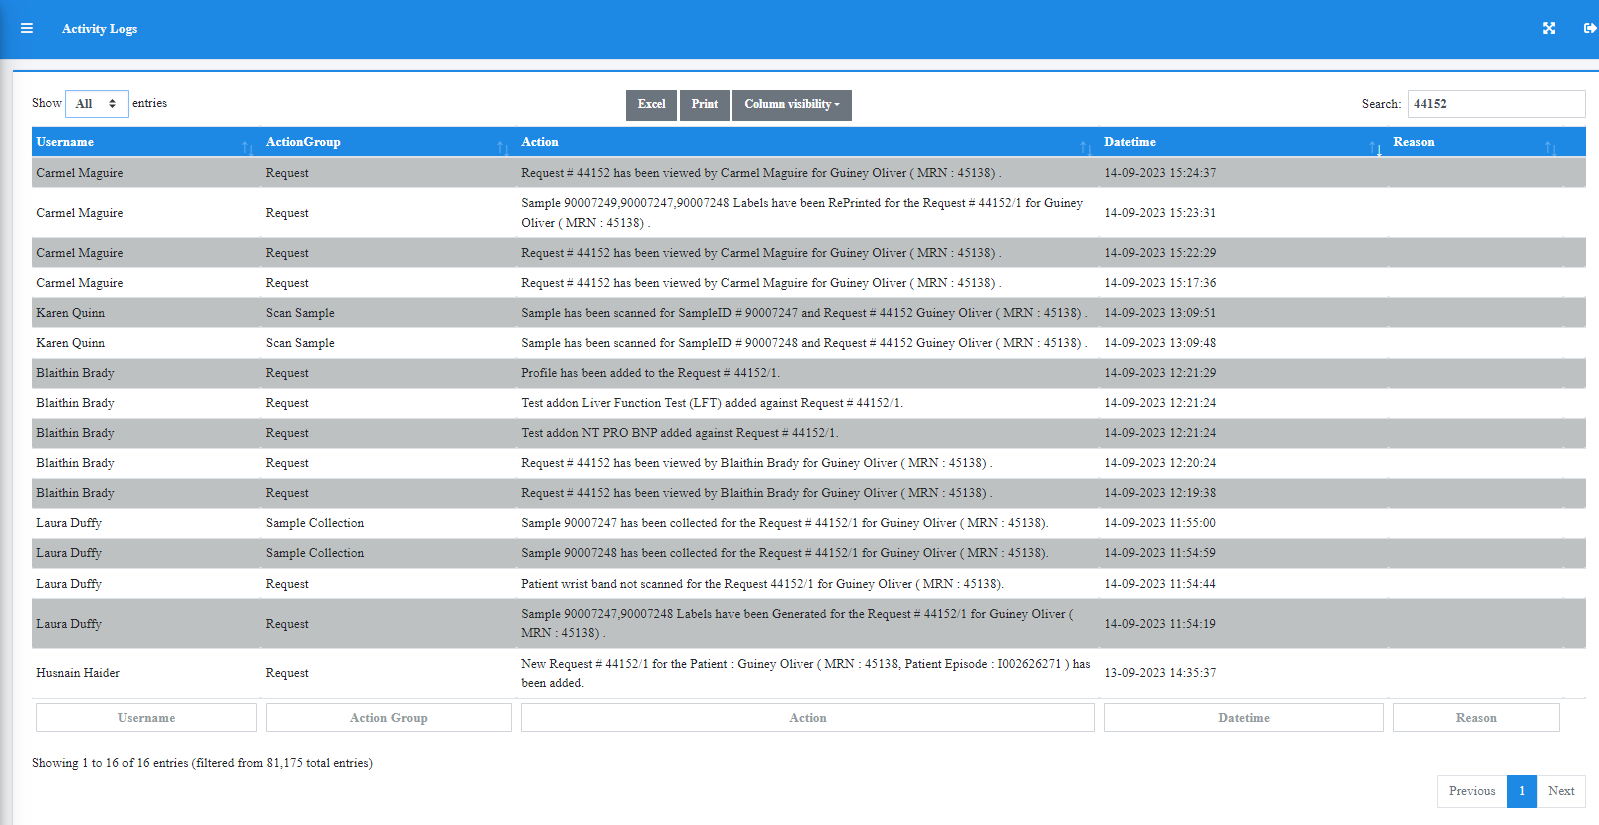 Activity Logs
Show All entries
Excel Print Column visibility
Search: 44152
Username ActionGroup Action Datetime Reason
Carmel Maguire Request Request # 44152 has been viewed by Carmel Maguire for Guiney Oliver ( MRN : 45138) . 14-09-2023 15:24:37
Carmel Maguire Request Sample 90007249,90007247,90007248 Labels have been RePrinted for the Request # 44152/1 for Guiney
Oliver ( MRN : 45138) . 14-09-2023 15:23:31
Carmel Maguire Request Request # 44152 has been viewed by Carmel Maguire for Guiney Oliver ( MRN : 45138) . 14-09-2023 15:22:29
Carmel Maguire Request Request # 44152 has been viewed by Carmel Maguire for Guiney Oliver ( MRN : 45138) . 14-09-2023 15:17:36
Karen Quinn Scan Sample Sample has been scanned for SampleID # 90007247 and Request # 44152 Guiney Oliver ( MRN : 45138) . 14-09-2023 13:09:51
Karen Quinn Scan Sample Sample has been scanned for SampleID # 90007248 and Request # 44152 Guiney Oliver ( MRN : 45138) . 14-09-2023 13:09:48
Blaithin Brady Request Profile has been added to the Request # 44152/1. 14-09-2023 12:21:29
Blaithin Brady Request Test addon Liver Function Test (LFT) added against Request # 44152/1. 14-09-2023 12:21:24
Blaithin Brady Request Test addon NT PRO BNP added against Request # 44152/1. 14-09-2023 12:21:24
Blaithin Brady Request Request # 44152 has been viewed by Blaithin Brady for Guiney Oliver ( MRN : 45138) . 14-09-2023 12:20:24
Blaithin Brady Request Request # 44152 has been viewed by Blaithin Brady for Guiney Oliver ( MRN : 45138) . 14-09-2023 12:19:38
Laura Duffy Sample Collection Sample 90007247 has been collected for the Request # 44152/1 for Guiney Oliver ( MRN : 45138). 14-09-2023 11:55:00
Laura Duffy Sample Collection Sample 90007248 has been collected for the Request # 44152/1 for Guiney Oliver ( MRN : 45138). 14-09-2023 11:54:59
Laura Duffy Request Patient wrist band not scanned for the Request 44152/1 for Guiney Oliver ( MRN : 45138). 14-09-2023 11:54:44
Laura Duffy Request Sample 90007247,90007248 Labels have been Generated for the Request # 44152/1 for Guiney Oliver (
MRN : 45138) . 14-09-2023 11:54:19
Husnain Haider Request New Request # 44152/1 for the Patient : Guiney Oliver ( MRN : 45138, Patient Episode : I002626271 ) has
been added. 13-09-2023 14:35:37
Username Action Group Action Datetime Reason
Showing 1 to 16 of 16 entries (filtered from 81,175 total entries)
Previous 1 Next